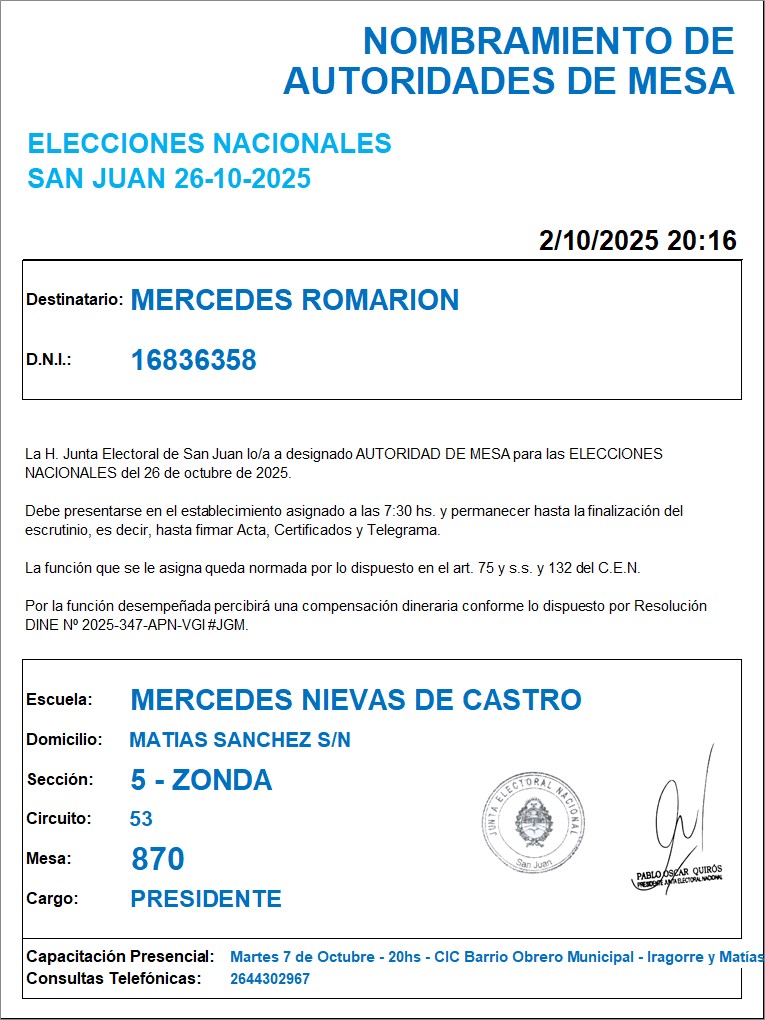 NOMBRAMIENTO DE
AUTORIDADES DE MESA
ELECCIONES NACIONALES
SAN JUAN 26-10-2025
2/10/2025 20:16
Destinatario: MERCEDES ROMARION
D.N.I.: 16836358
La H. Junta Electoral de San Juan lo/a a designado AUTORIDAD DE MESA para las ELECCIONES
NACIONALES del 26 de octubre de 2025.
Debe presentarse en el establecimiento asignado a las 7:30 hs. y permanecer hasta la finalización del
escrutinio, es decir, hasta firmar Acta, Certificados y Telegrama.
La función que se le asigna queda normada por lo dispuesto en el art. 75 y s.s. y 132 del C.E.N.
Por la función desempeñada percibirá una compensación dineraria conforme lo dispuesto por Resolución
DINE Nº 2025-347-APN-VGI#JGM.
Escuela: MERCEDES NIEVAS DE CASTRO
Domicilio: MATIAS SANCHEZ S/N
Sección: 5 - ZONDA
Circuito: 53
Mesa: 870
Cargo: PRESIDENTE
JUNTA ELECTORAL NACIONAL
San Juan
PABLO OSCAR QUIRÓS
PRESIDENTE JUNTA ELECTORAL NACIONAL
Capacitación Presencial: Martes 7 de Octubre - 20hs - CIC Barrio Obrero Municipal - Iragorre y Matías
Consultas Telefónicas: 2644302967